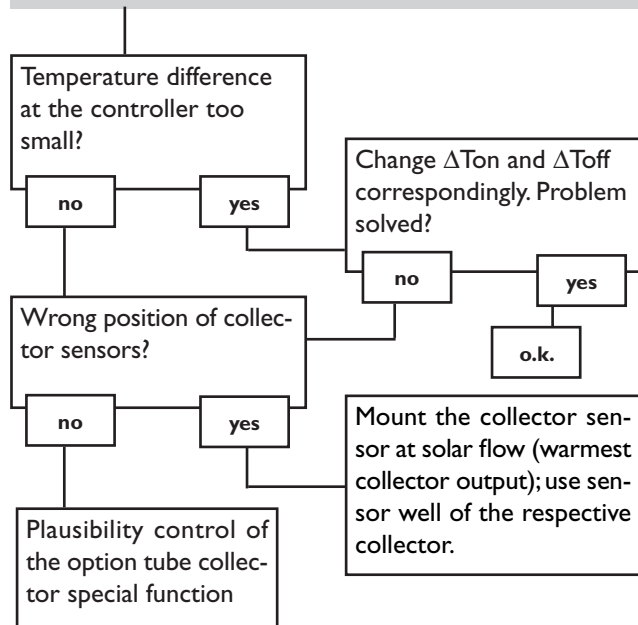 Temperature difference
at the controller too
small?
no
yes
Change ΔTon and ΔToff
correspondingly. Problem
solved?
no
yes
o.k.
Wrong position of collec-
tor sensors?
no
yes
Mount the collector sen-
sor at solar flow (warmest
collector output); use sen-
sor well of the respective
collector.
Plausibility control of
the option tube collec-
tor special function